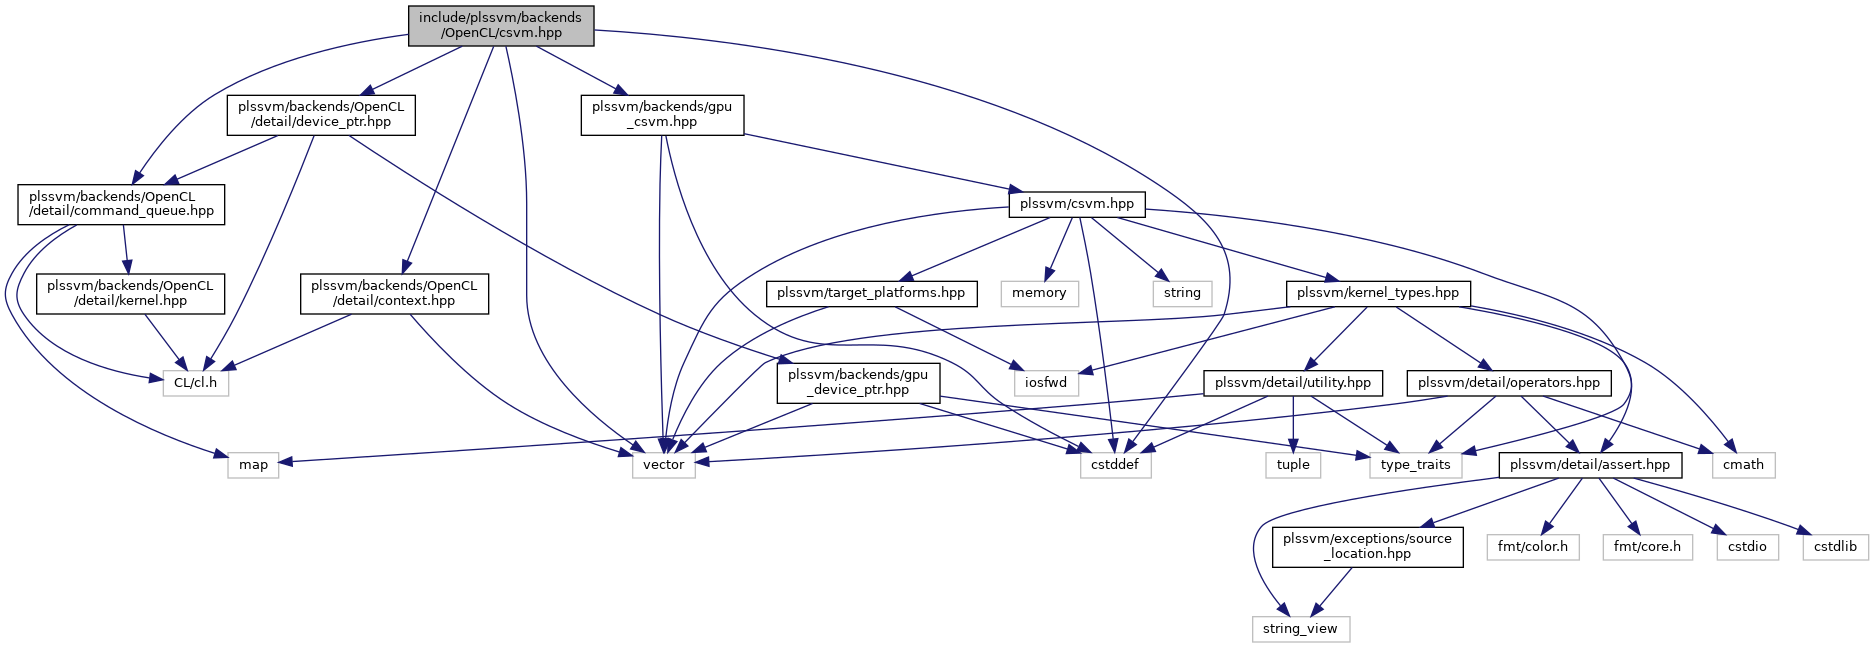 include/plssvm/backends
/OpenCL/csvm.hpp
plssvm/backends/OpenCL
/detail/device_ptr.hpp
plssvm/backends/gpu
_csvm.hpp
plssvm/backends/OpenCL
/detail/command_queue.hpp
plssvm/csvm.hpp
plssvm/backends/OpenCL
/detail/kernel.hpp
plssvm/backends/OpenCL
/detail/context.hpp
plssvm/target_platforms.hpp
memory
string
plssvm/kernel_types.hpp
CL/cl.h
plssvm/backends/gpu
_device_ptr.hpp
iosfwd
plssvm/detail/utility.hpp
plssvm/detail/operators.hpp
map
vector
cstddef
tuple
type_traits
plssvm/detail/assert.hpp
cmath
plssvm/exceptions/source
_location.hpp
fmt/color.h
fmt/core.h
cstdio
cstdlib
string_view